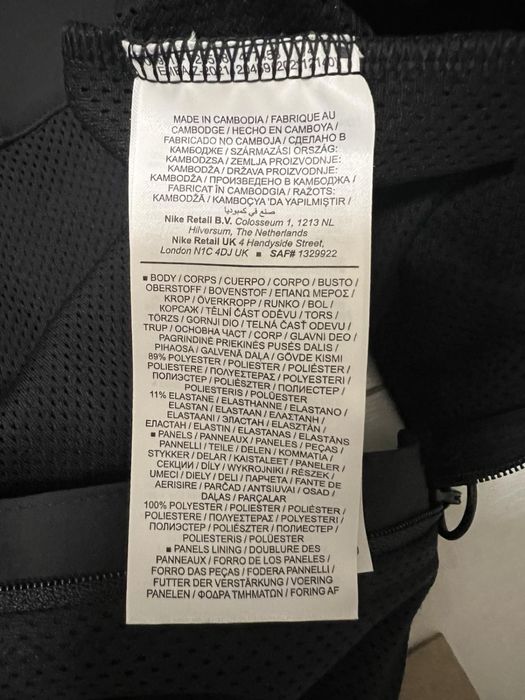 MADE IN CAMBODIA / FABRIQUE AU
CAMBODGE / HECHO EN CAMBOYA /
FABRICADO NO CAMBOJA / СДЕЛАНО В
КАМБОДЖЕ / SZÁRMAZÁSI ORSZÁG:
KAMBODZSA / ZEMLJA PROIZVODNJE:
KAMBODŽA / DRŽAVA PROIZVODNJE:
KAMBODŽA / ПРОИЗВЕДЕНО В КАМБОДЖА /
FABRICAT ÎN CAMBODGIA / RAŽOTS:
KAMBODŽĀ / KAMBOÇYA 'DA YAPILMIŞTIR /
صنع في كمبوديا
Nike Retail B.V. Colosseum 1, 1213 NL
Hilversum, The Netherlands
Nike Retail UK 4 Handyside Street,
London N1C 4DJ UK ■ SAF# 1329922
■ BODY / CORPS / CUERPO / CORPO / BUSTO /
OBERSTOFF / BOVENSTOF / ΕΠΑΝΩ ΜΕΡΟΣ /
KROP / ÖVERKROPP / RUNKO / BOL /
КОРСАЖ / TĚLNÍ ČÁST ODĚVU / TORS /
TÖRZS / GORNJI DIO / TELNÁ ČASŤ ODEVU /
TRUP / ОСНОВНА ЧАСТ / CORP / GLAVNI DEO /
PAGRINDINĖ PRIEKINĖS PUSĖS DALIS /
PIHAOSA / GALVENĀ DAĻA / GÖVDE KISMI
89% POLYESTER / POLIESTER / POLIÉSTER /
POLIESTERE / ΠΟΛΥΕΣΤΕΡΑΣ / POLYESTERI /
ПОЛИЭСТЕР / POLIÉSZTER / ПОЛИЕСТЕР /
POLIESTERIS / POLÜESTER
11% ELASTANE / ELASTHANNE / ELASTANO /
ELASTAN / ELASTAAN / ΕΛΑΣΤΑΝΗ /
ELASTAANI / ЭЛАСТАН / ELASZTÁN /
ЕЛАСТАН / ELASTIN / ELASTANAS / ELASTĀNS
■ PANELS / PANNEAUX / PANELES / PEÇAS /
PANNELLI / TEILE / DELEN / ΚΟΜΜΑΤΙΑ /
STYKKER / DELAR / KAISTALEET / PANELER /
СЕКЦИИ / DÍLY / WYKROJNIKI / RÉSZEK /
UMECI / DIELY / DELI / ПАРЧЕТА / FANTE DE
AERISIRE / PARČAD / ANTSIUVAI / OSAD /
DAĻAS / PARÇALAR
100% POLYESTER / POLIESTER / POLIÉSTER /
POLIESTERE / ΠΟΛΥΕΣΤΕΡΑΣ / POLYESTERI /
ПОЛИЭСТЕР / POLIÉSZTER / ПОЛИЕСТЕР /
POLIESTERIS / POLÜESTER
■ PANELS LINING / DOUBLURE DES
PANNEAUX / FORRO DE LOS PANELES /
FORRO DAS PEÇAS / FODERA PANNELLI /
FUTTER DER VERSTÄRKUNG / VOERING
PANELEN / ΦΟΔΡΑ ΤΜΗΜΑΤΩΝ / FORING AF